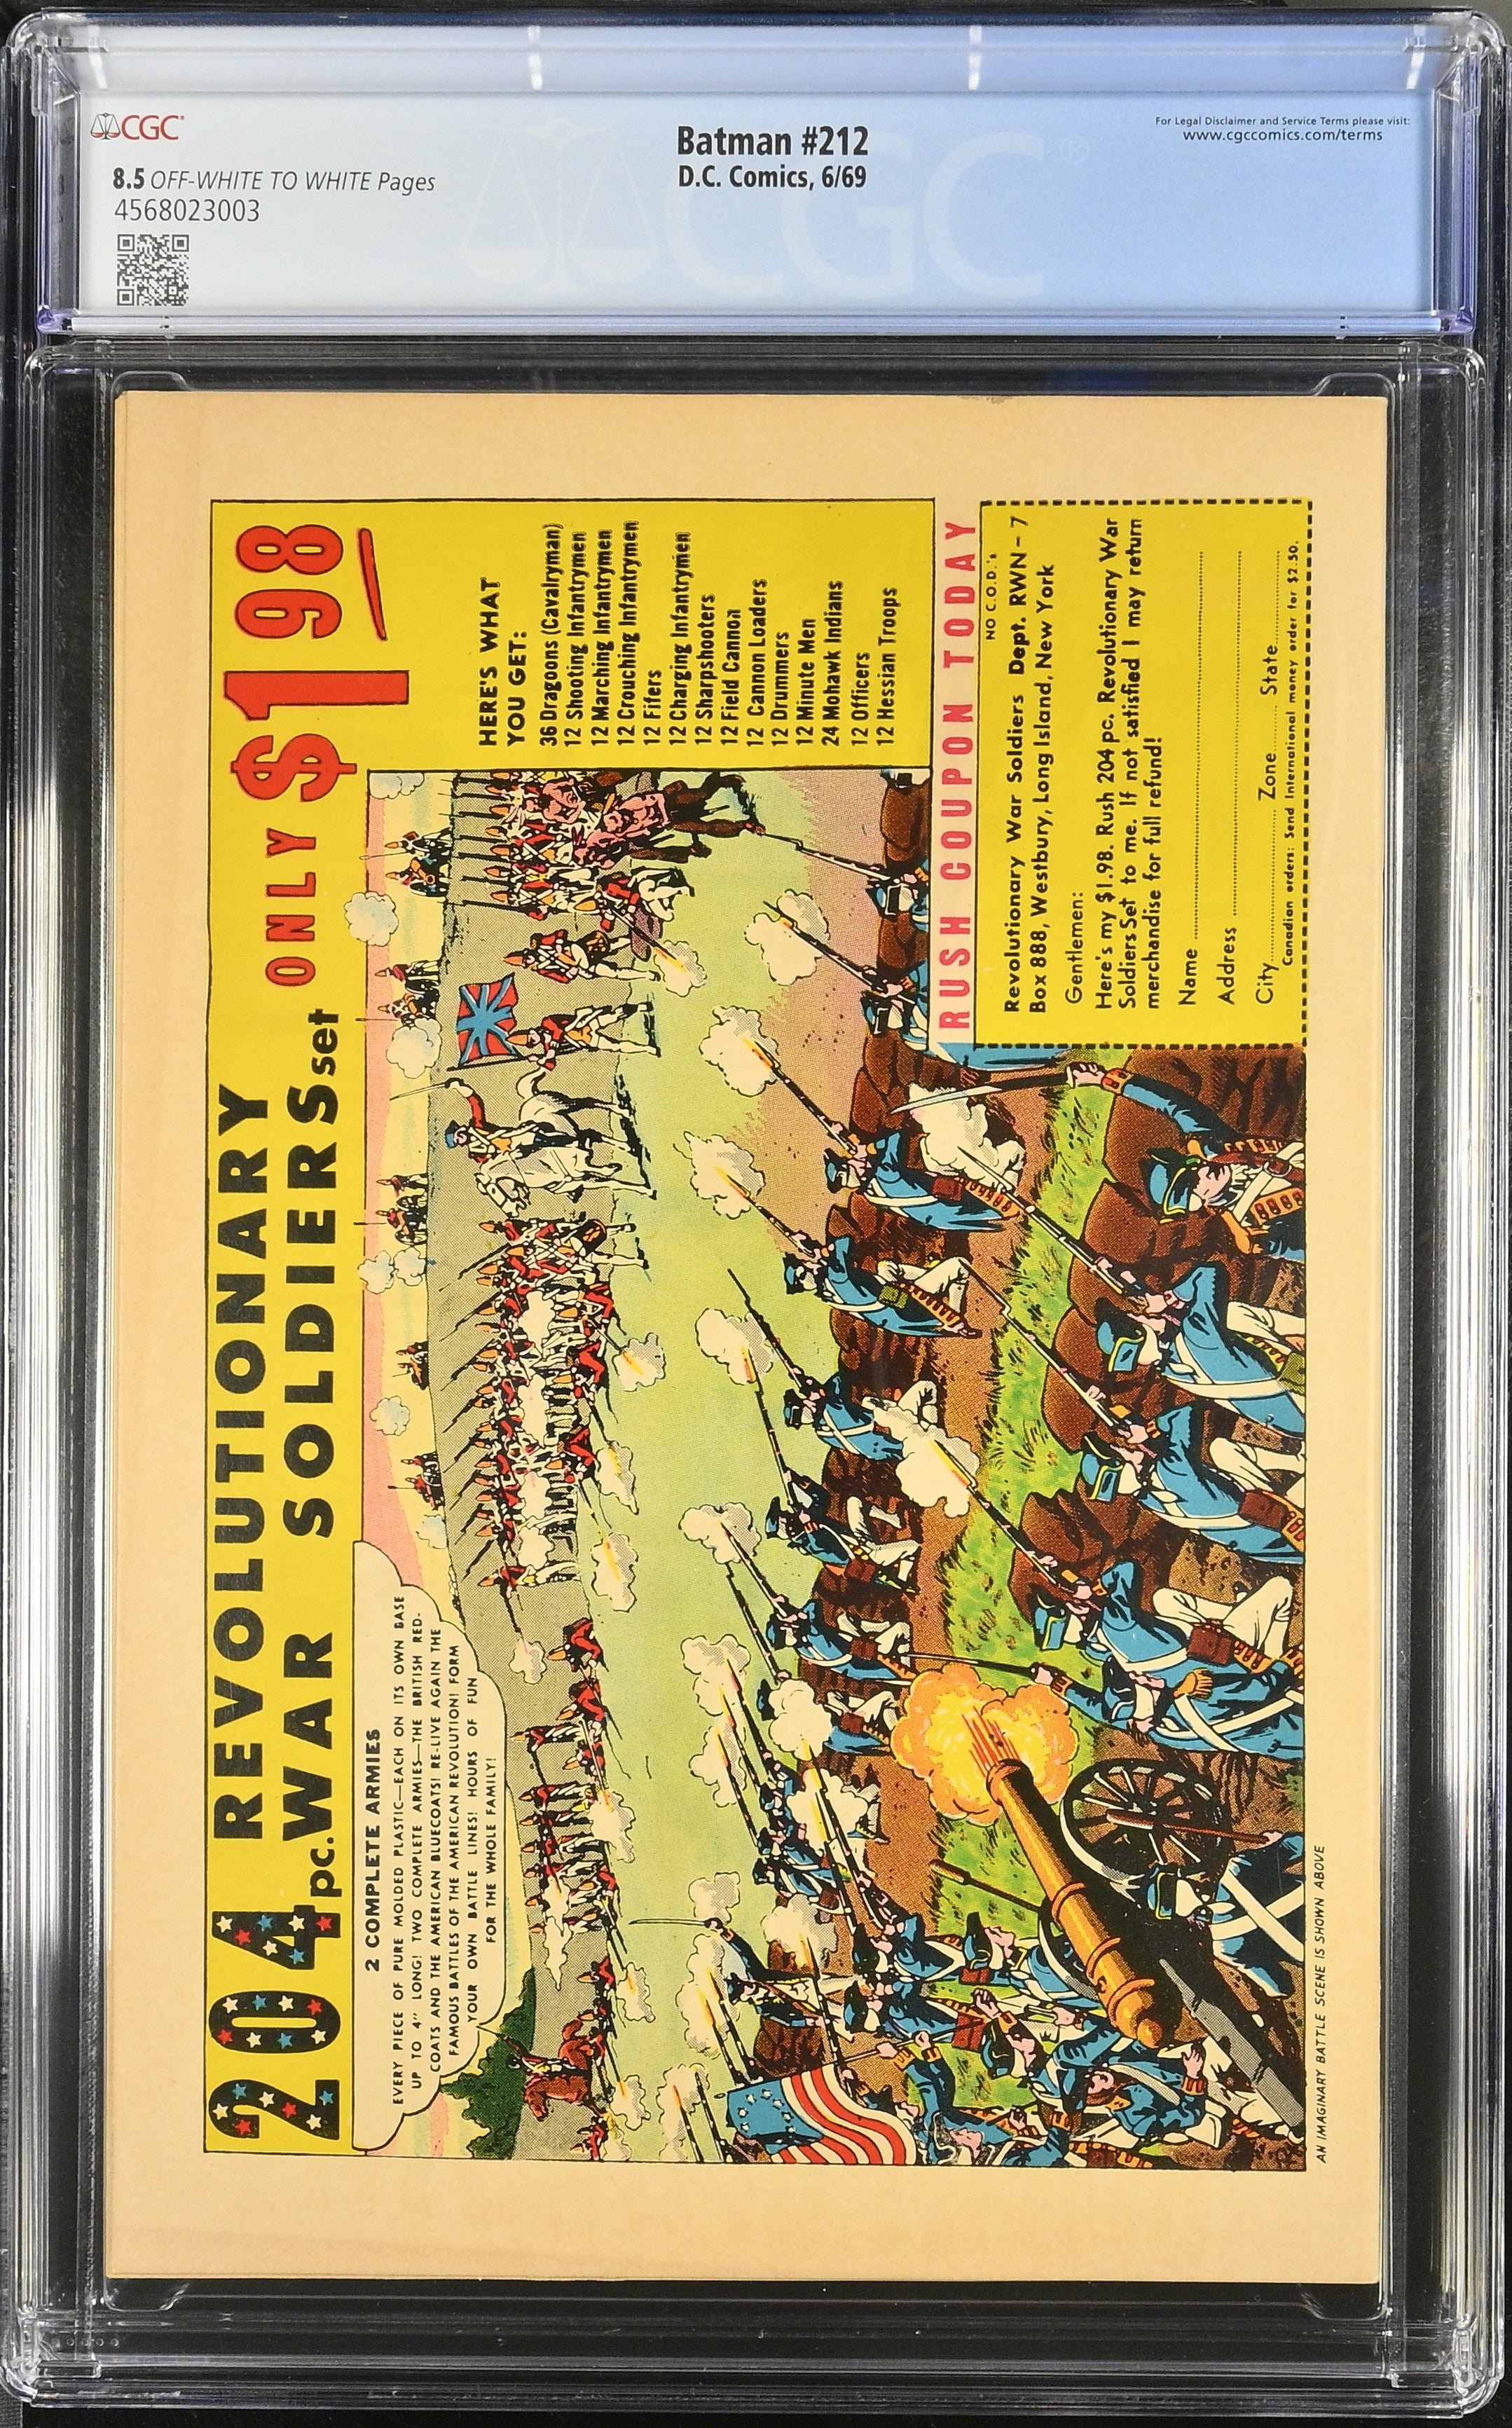 CGC
8.5 OFF-WHITE TO WHITE Pages
4568023003
Batman #212
D.C. Comics, 6/69
For Legal Disclaimer and Service Terms please visit:
www.cgccomics.com/terms
CGC®
204 pc. REVOLUTIONARY
WAR SOLDIERS set
ONLY $1 98
2 COMPLETE ARMIES
EVERY PIECE OF PURE MOLDED PLASTIC—EACH ON ITS OWN BASE
UP TO 4" LONG! TWO COMPLETE ARMIES—THE BRITISH RED-
COATS AND THE AMERICAN BLUECOATS! RE-LIVE AGAIN THE
FAMOUS BATTLES OF THE AMERICAN REVOLUTION! FORM
YOUR OWN BATTLE LINES! HOURS OF FUN
FOR THE WHOLE FAMILY!
HERE'S WHAT
YOU GET:
36 Dragoons (Cavalryman)
12 Shooting Infantrymen
12 Marching Infantrymen
12 Crouching Infantrymen
12 Fifers
12 Charging Infantrymen
12 Sharpshooters
12 Field Cannon
12 Cannon Loaders
12 Drummers
12 Minute Men
24 Mohawk Indians
12 Officers
12 Hessian Troops
RUSH COUPON TODAY
NO C.O.D.'s
Revolutionary War Soldiers Dept. RWN-7
Box 888, Westbury, Long Island, New York
Gentlemen:
Here's my $1.98. Rush 204 pc. Revolutionary War
Soldiers Set to me. If not satisfied I may return
merchandise for full refund!
Name
Address
City Zone State
Canadian orders: Send International money order for $2.50.
AN IMAGINARY BATTLE SCENE IS SHOWN ABOVE